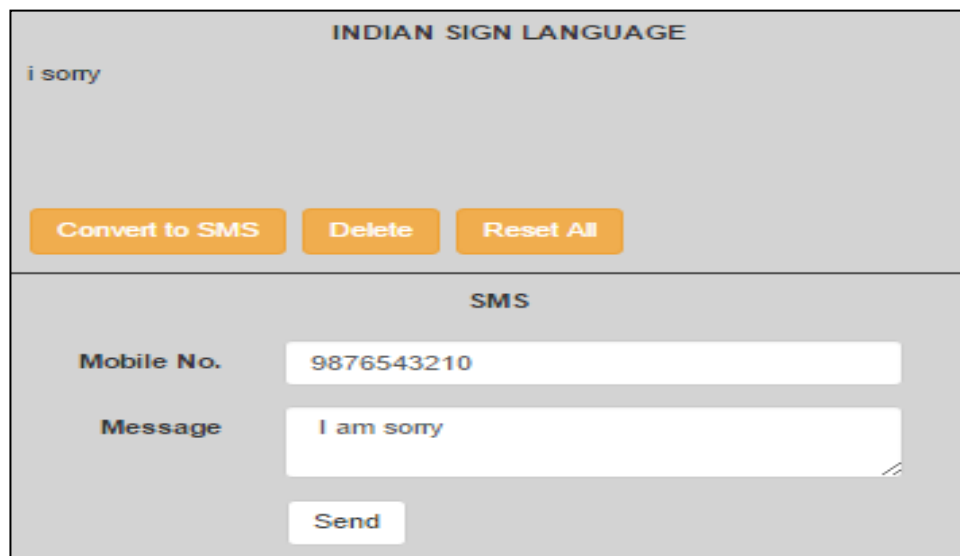 INDIAN SIGN LANGUAGE
i sorry
Convert to SMS Delete Reset All
SMS
Mobile No. 9876543210
Message I am sorry
Send